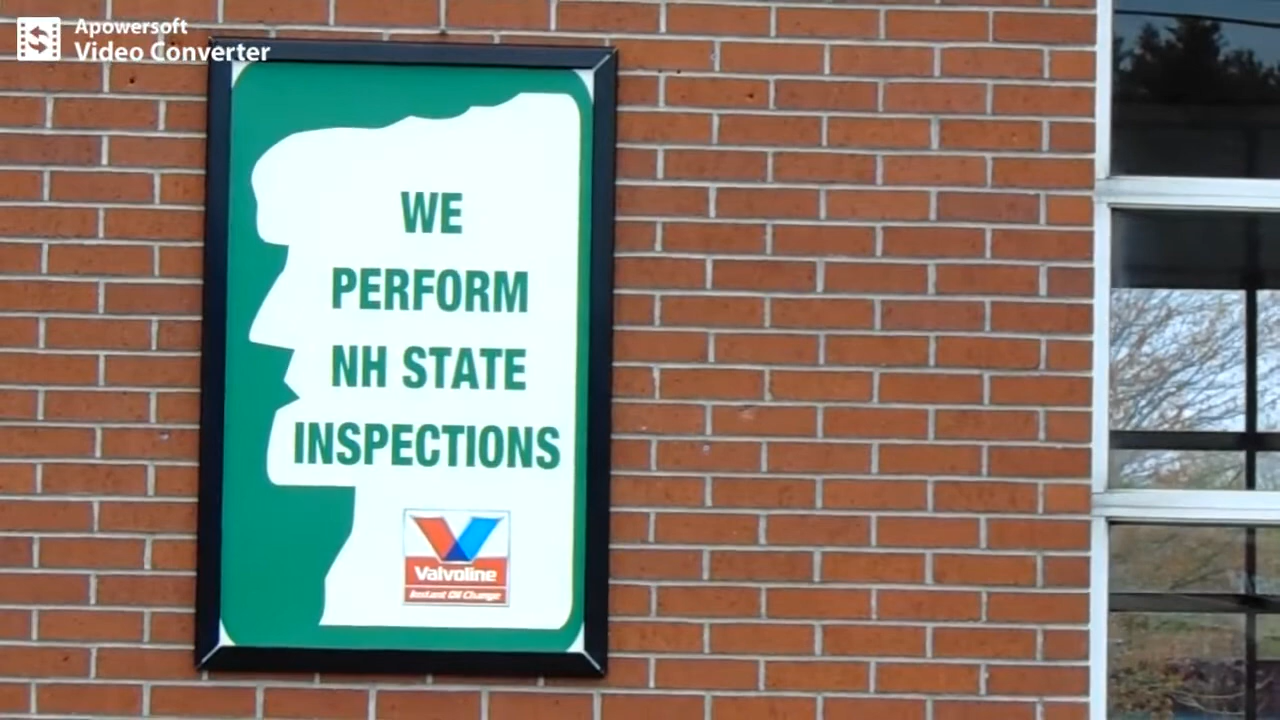 Apowersoft
Video Converter
WE
PERFORM
NH STATE
INSPECTIONS
Valvoline
Instant Oil Change